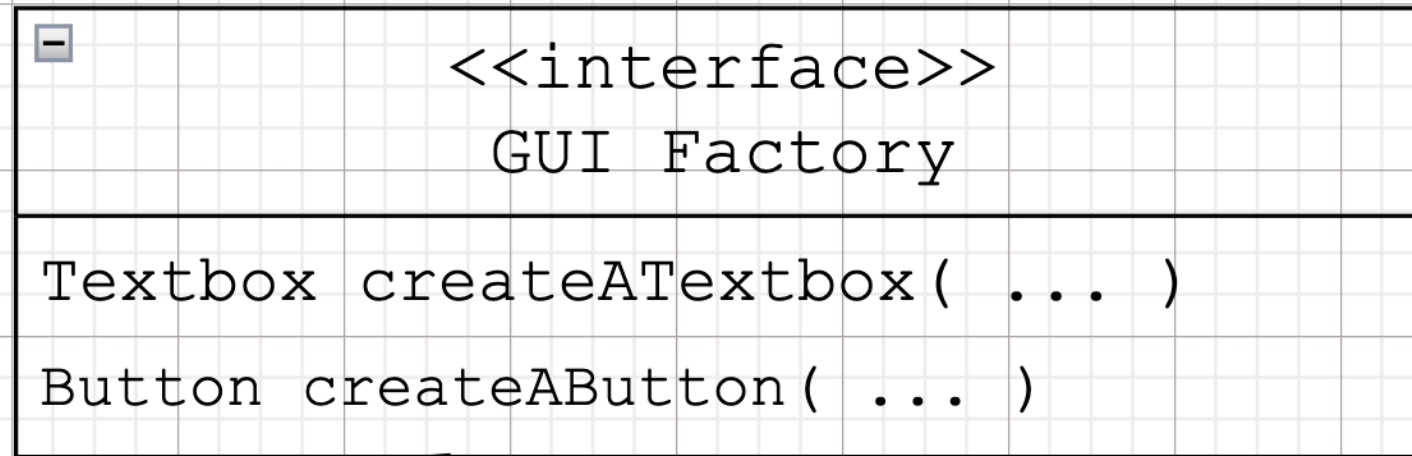 <<interface>>
GUI Factory
Textbox createATextbox( ... )
Button createAButton( ... )